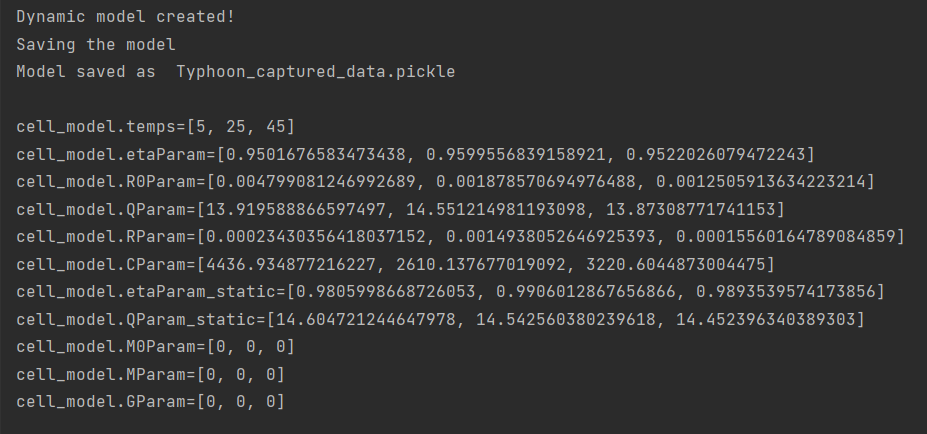 Dynamic model created!
Saving the model
Model saved as  Typhoon_captured_data.pickle
cell_model.temps=[5, 25, 45]
cell_model.etaParam=[0.9501676583473438, 0.9599556839158921, 0.9522026079472243]
cell_model.R0Param=[0.004799081246992689, 0.001878570694976488, 0.0012505913634223214]
cell_model.QParam=[13.919588866597497, 14.551214981193098, 13.87308771741153]
cell_model.RParam=[0.00023430356418037152, 0.0014938052646925393, 0.00015560164789084859]
cell_model.CParam=[4436.934877216227, 2610.137677019092, 3220.6044873004475]
cell_model.etaParam_static=[0.9805998668726053, 0.9906012867656866, 0.9893539574173856]
cell_model.QParam_static=[14.604721244647978, 14.542560380239618, 14.452396340389303]
cell_model.M0Param=[0, 0, 0]
cell_model.MParam=[0, 0, 0]
cell_model.GParam=[0, 0, 0]